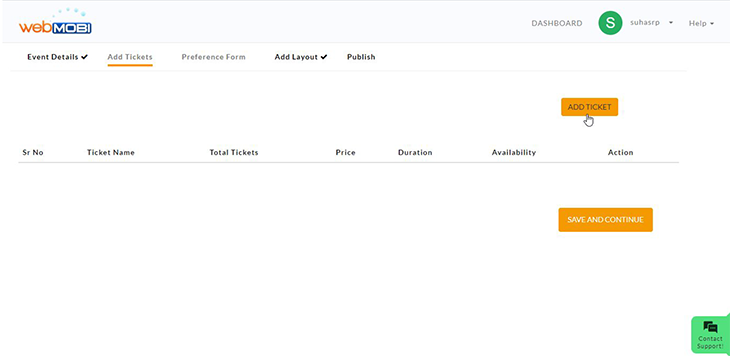 webMOBI
DASHBOARD S suhasrp Help
Event Details Add Tickets Preference Form Add Layout Publish
ADD TICKET
Sr No Ticket Name Total Tickets Price Duration Availability Action
SAVE AND CONTINUE
Contact
Support!